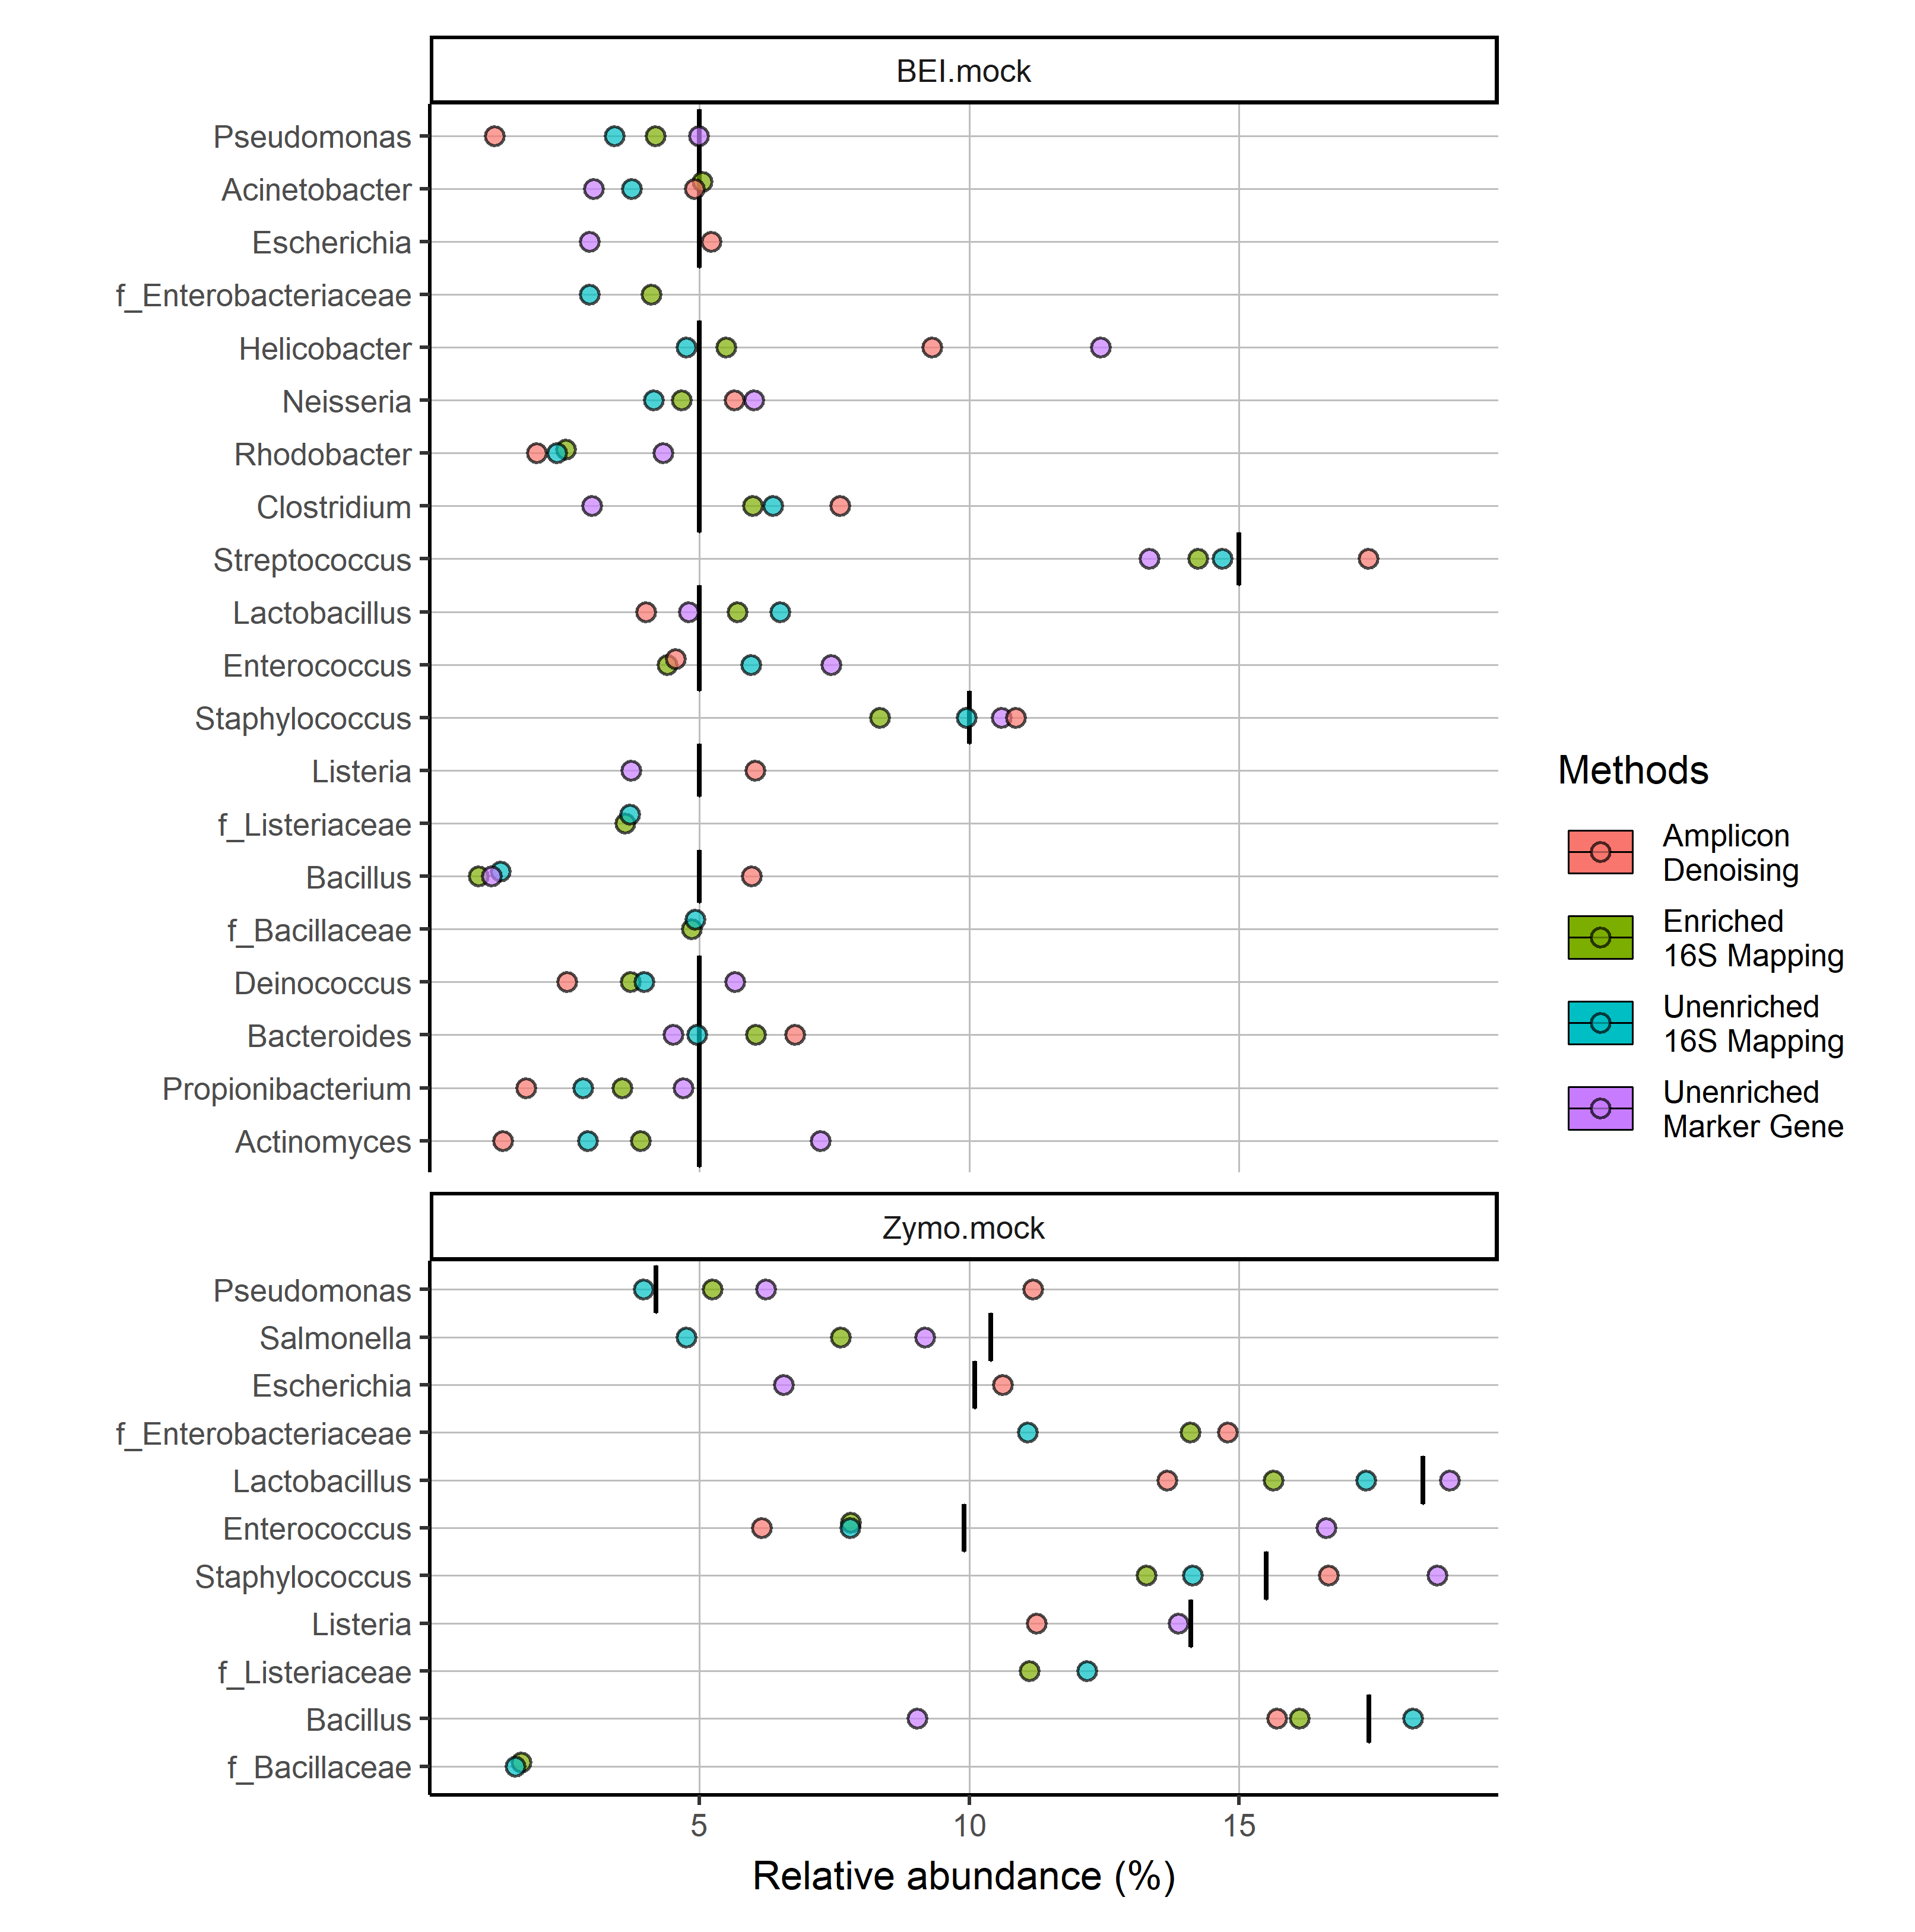 BEI.mock
Pseudomonas
Acinetobacter
Escherichia
f_Enterobacteriaceae
Helicobacter
Neisseria
Rhodobacter
Clostridium
Streptococcus
Lactobacillus
Enterococcus
Staphylococcus
Listeria
f_Listeriaceae
Bacillus
f_Bacillaceae
Deinococcus
Bacteroides
Propionibacterium
Actinomyces
Zymo.mock
Pseudomonas
Salmonella
Escherichia
f_Enterobacteriaceae
Lactobacillus
Enterococcus
Staphylococcus
Listeria
f_Listeriaceae
Bacillus
f_Bacillaceae
5 10 15
Relative abundance (%)
Methods
Amplicon
Denoising
Enriched
16S Mapping
Unenriched
16S Mapping
Unenriched
Marker Gene